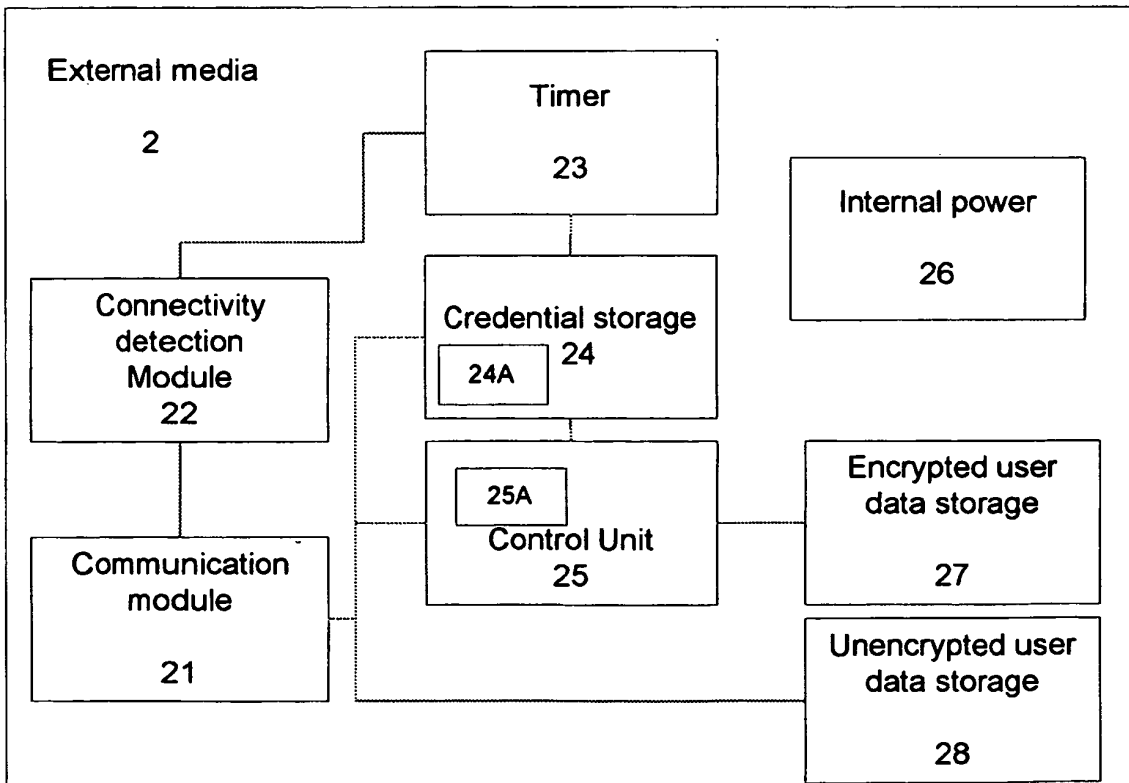 External media
2
Timer
23
Internal power
26
Connectivity
detection
Module
22
Credential storage
24
24A
25A
Control Unit
25
Encrypted user
data storage
27
Communication
module
21
Unencrypted user
data storage
28